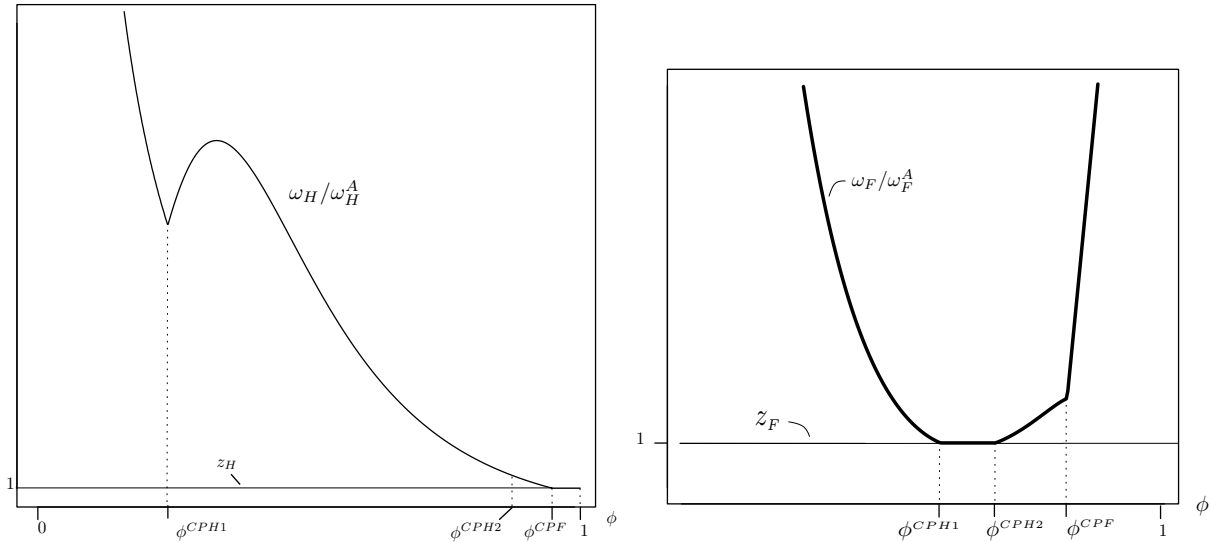 ω_H/ω_H^A
z_H
1
0
ϕ^{CPH1}
ϕ^{CPH2}
ϕ^{CPF}
1
ϕ
ω_F/ω_F^A
z_F
1
ϕ^{CPH1}
ϕ^{CPH2}
ϕ^{CPF}
1
ϕ